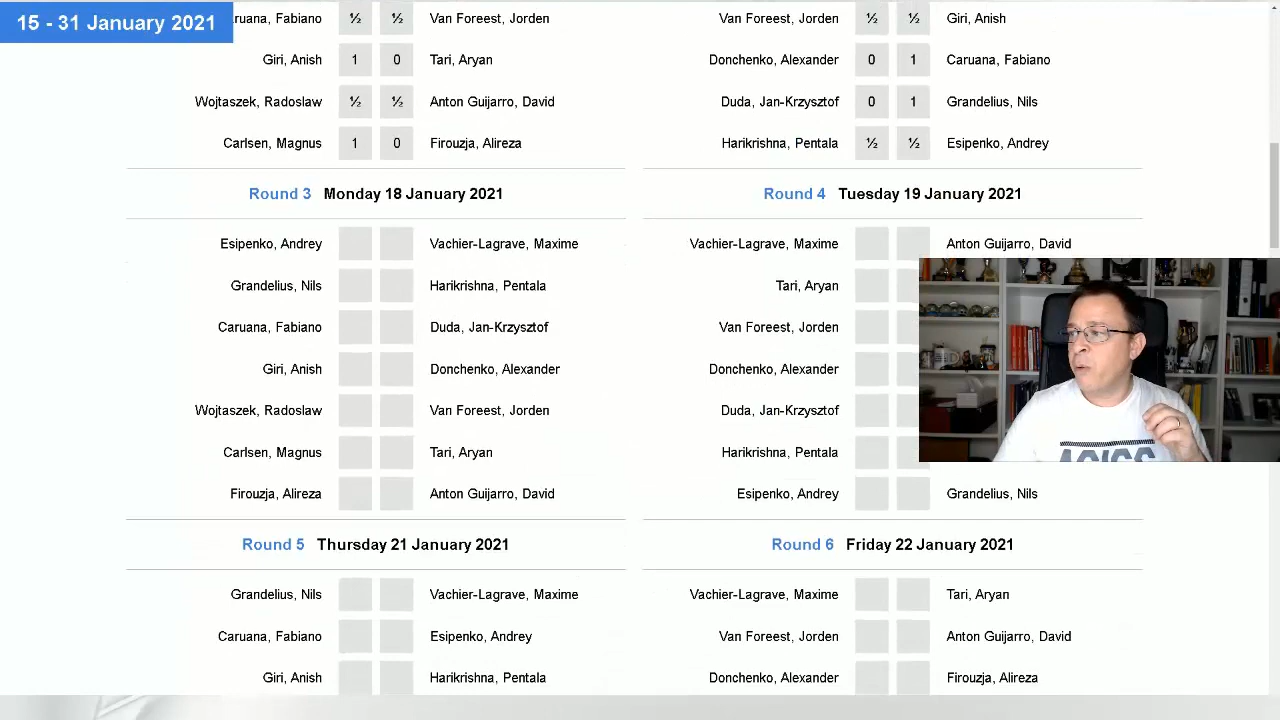 15 - 31 January 2021
ruana, Fabiano ½ ½ Van Foreest, Jorden
Giri, Anish 1 0 Tari, Aryan
Wojtaszek, Radoslaw ½ ½ Anton Guijarro, David
Carlsen, Magnus 1 0 Firouzja, Alireza
Van Foreest, Jorden ½ ½ Giri, Anish
Donchenko, Alexander 0 1 Caruana, Fabiano
Duda, Jan-Krzysztof 0 1 Grandelius, Nils
Harikrishna, Pentala ½ ½ Esipenko, Andrey
Round 3 Monday 18 January 2021
Esipenko, Andrey Vachier-Lagrave, Maxime
Grandelius, Nils Harikrishna, Pentala
Caruana, Fabiano Duda, Jan-Krzysztof
Giri, Anish Donchenko, Alexander
Wojtaszek, Radoslaw Van Foreest, Jorden
Carlsen, Magnus Tari, Aryan
Firouzja, Alireza Anton Guijarro, David
Round 4 Tuesday 19 January 2021
Vachier-Lagrave, Maxime Anton Guijarro, David
Tari, Aryan
Van Foreest, Jorden
Donchenko, Alexander
Duda, Jan-Krzysztof
Harikrishna, Pentala
Esipenko, Andrey Grandelius, Nils
Round 5 Thursday 21 January 2021
Grandelius, Nils Vachier-Lagrave, Maxime
Caruana, Fabiano Esipenko, Andrey
Giri, Anish Harikrishna, Pentala
Round 6 Friday 22 January 2021
Vachier-Lagrave, Maxime Tari, Aryan
Van Foreest, Jorden Anton Guijarro, David
Donchenko, Alexander Firouzja, Alireza